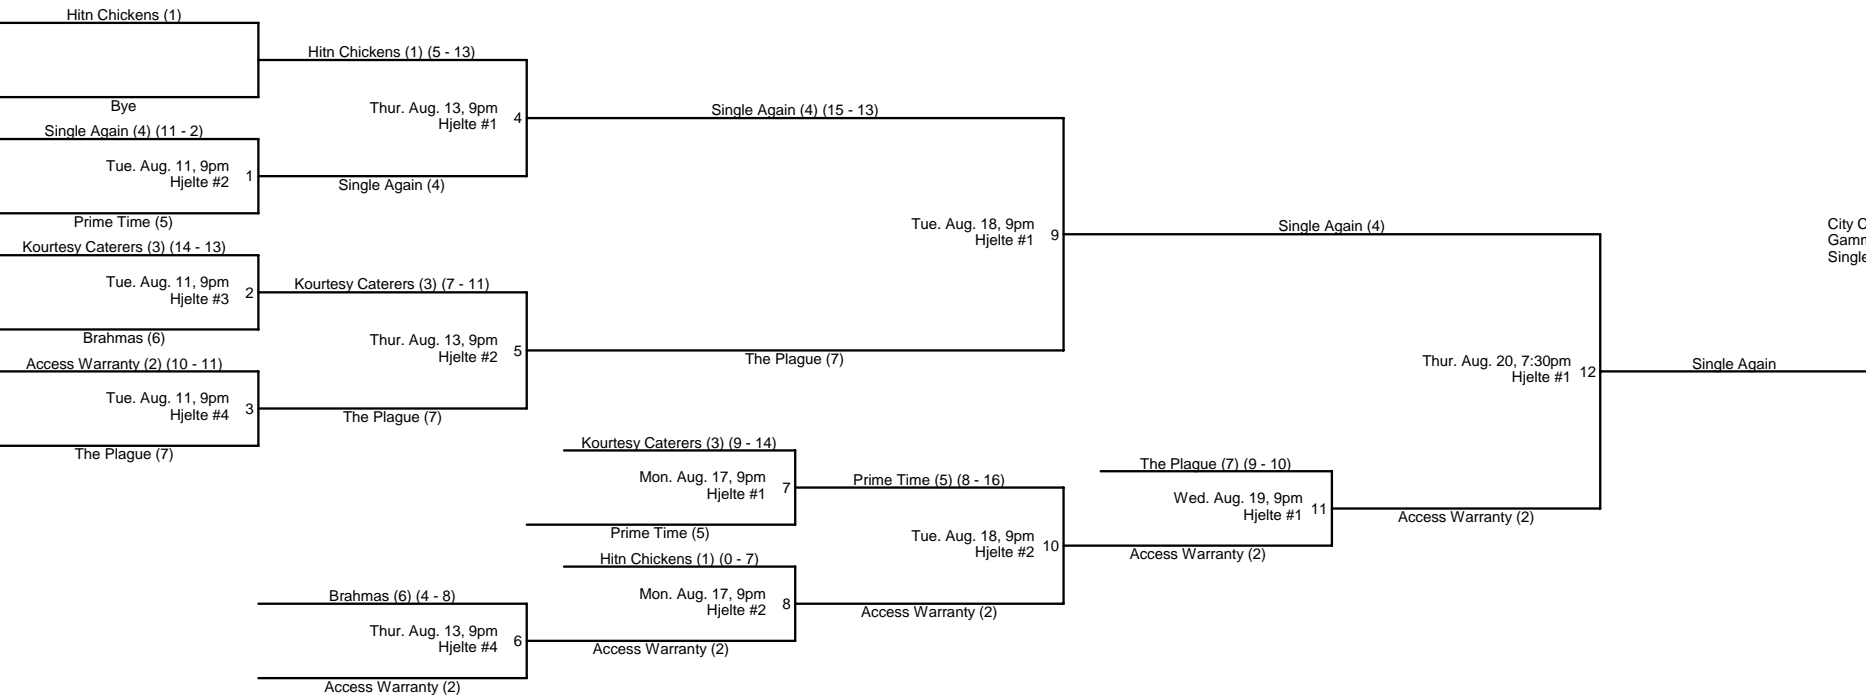 Hitn Chickens (1)
Hitn Chickens (1) (5 - 13)
Bye
Thur. Aug. 13, 9pm
Hjelte #1
4
Single Again (4) (15 - 13)
Single Again (4) (11 - 2)
Tue. Aug. 11, 9pm
Hjelte #2
1
Single Again (4)
Prime Time (5)
Tue. Aug. 18, 9pm
Hjelte #1
9
Single Again (4)
City C
Gamm
Single
Kourtesy Caterers (3) (14 - 13)
Tue. Aug. 11, 9pm
Hjelte #3
2
Kourtesy Caterers (3) (7 - 11)
Brahmas (6)
Thur. Aug. 13, 9pm
Hjelte #2
5
The Plague (7)
Access Warranty (2) (10 - 11)
Tue. Aug. 11, 9pm
Hjelte #4
3
The Plague (7)
The Plague (7)
Thur. Aug. 20, 7:30pm
Hjelte #1
12
Single Again
Kourtesy Caterers (3) (9 - 14)
Mon. Aug. 17, 9pm
Hjelte #1
7
Prime Time (5) (8 - 16)
Prime Time (5)
The Plague (7) (9 - 10)
Wed. Aug. 19, 9pm
Hjelte #1
11
Access Warranty (2)
Tue. Aug. 18, 9pm
Hjelte #2
10
Access Warranty (2)
Hitn Chickens (1) (0 - 7)
Mon. Aug. 17, 9pm
Hjelte #2
8
Access Warranty (2)
Brahmas (6) (4 - 8)
Thur. Aug. 13, 9pm
Hjelte #4
6
Access Warranty (2)
Access Warranty (2)